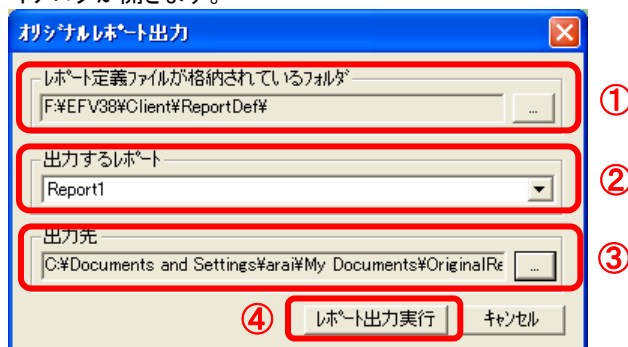 オリジナルレポート出力
レポート定義ファイルが格納されているフォルダ
F:¥EFV38¥Client¥ReportDef¥
...
①
出力するレポート
Report1
②
出力先
C:¥Documents and Settings¥arai¥My Documents¥OriginalRe
...
③
④
レポート出力実行
キャンセル